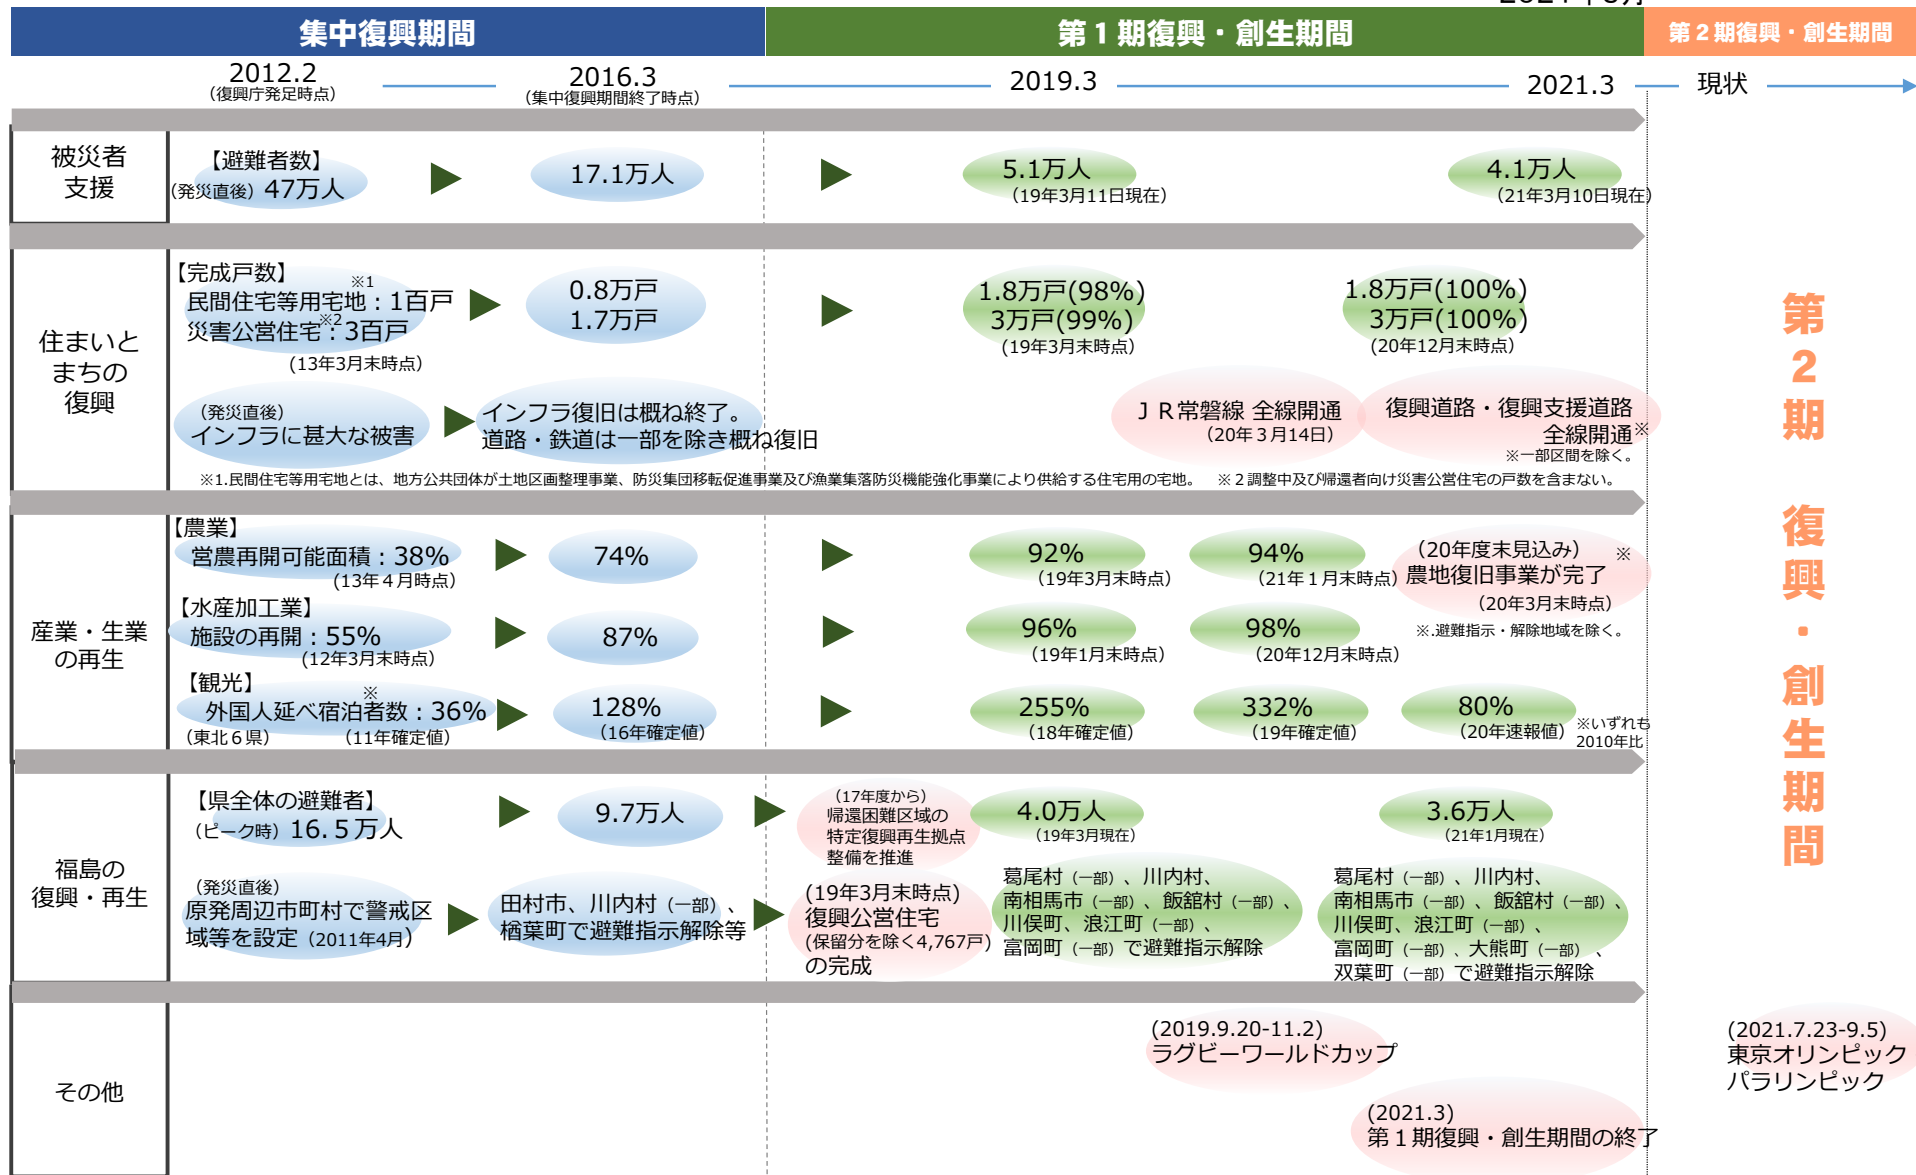 集中復興期間
第１期復興・創生期間
第２期復興・創生期間
2012.2
(復興庁発足時点)
2016.3
(集中復興期間終了時点)
2019.3
2021.3
現状
被災者
支援
【避難者数】
(発災直後) 47万人
17.1万人
5.1万人
(19年3月11日現在)
4.1万人
(21年3月10日現在)
住まいと
まちの
復興
【完成戸数】
※1
民間住宅等用宅地：1百戸
※2
災害公営住宅：3百戸
(13年3月末時点)
0.8万戸
1.7万戸
1.8万戸(98%)
3万戸(99%)
(19年3月末時点)
1.8万戸(100%)
3万戸(100%)
(20年12月末時点)
(発災直後)
インフラに甚大な被害
インフラ復旧は概ね終了。
道路・鉄道は一部を除き概ね復旧
ＪＲ常磐線 全線開通
(20年３月14日)
復興道路・復興支援道路
全線開通※
※一部区間を除く。
※1.民間住宅等用宅地とは、地方公共団体が土地区画整理事業、防災集団移転促進事業及び漁業集落防災機能強化事業により供給する住宅用の宅地。　※２調整中及び帰還者向け災害公営住宅の戸数を含まない。
産業・生業
の再生
【農業】
営農再開可能面積：38%
(13年４月時点)
74%
92%
(19年3月末時点)
94%
(21年１月末時点)
(20年度末見込み)
※
農地復旧事業が完了
(20年3月末時点)
※.避難指示・解除地域を除く。
【水産加工業】
施設の再開：55%
(12年3月末時点)
87%
96%
(19年1月末時点)
98%
(20年12月末時点)
【観光】
※
外国人延べ宿泊者数：36%
(東北６県)
(11年確定値)
128%
(16年確定値)
255%
(18年確定値)
332%
(19年確定値)
80%
(20年速報値)
※いずれも
2010年比
福島の
復興・再生
【県全体の避難者】
(ピーク時) 16.５万人
9.7万人
(17年度から)
帰還困難区域の
特定復興再生拠点
整備を推進
4.0万人
(19年3月現在)
3.6万人
(21年1月現在)
(発災直後)
原発周辺市町村で警戒区
域等を設定 (2011年4月)
田村市、川内村 (一部) 、
楢葉町で避難指示解除等
(19年3月末時点)
復興公営住宅
(保留分を除く4,767戸)
の完成
葛尾村 (一部) 、川内村、
南相馬市 (一部) 、飯舘村 (一部) 、
川俣町、浪江町 (一部) 、
富岡町 (一部) で避難指示解除
葛尾村 (一部) 、川内村、
南相馬市 (一部) 、飯舘村 (一部) 、
川俣町、浪江町 (一部) 、
富岡町 (一部) 、大熊町 (一部) 、
双葉町 (一部) で避難指示解除
その他
(2019.9.20-11.2)
ラグビーワールドカップ
(2021.3)
第１期復興・創生期間の終了
(2021.7.23-9.5)
東京オリンピック
パラリンピック
第２期　復興・創生期間